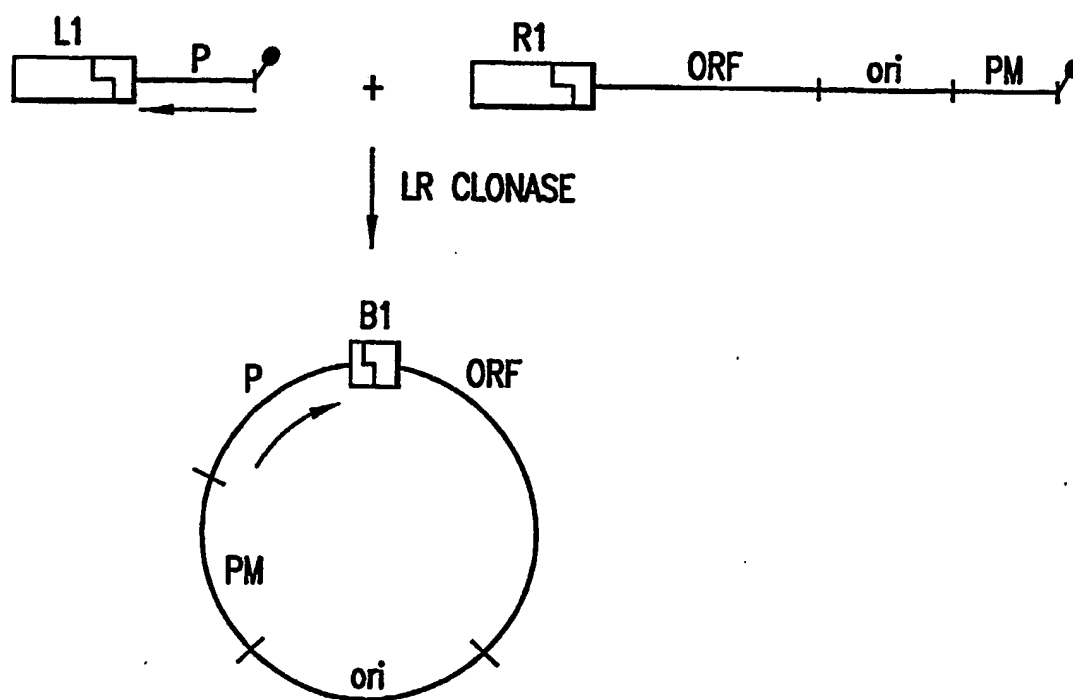 L1
P
+
R1
ORF
ori
PM
LR CLONASE
B1
P
ORF
PM
ori